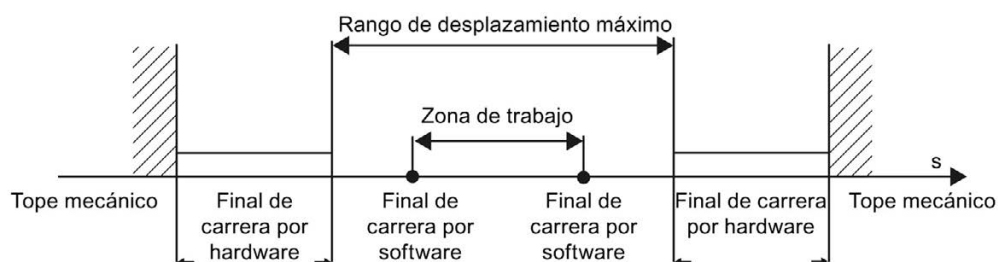 Rango de desplazamiento máximo
Zona de trabajo
s
Tope mecánico
Final de
carrera por
hardware
Final de
carrera por
software
Final de
carrera por
software
Final de carrera
por hardware
Tope mecánico